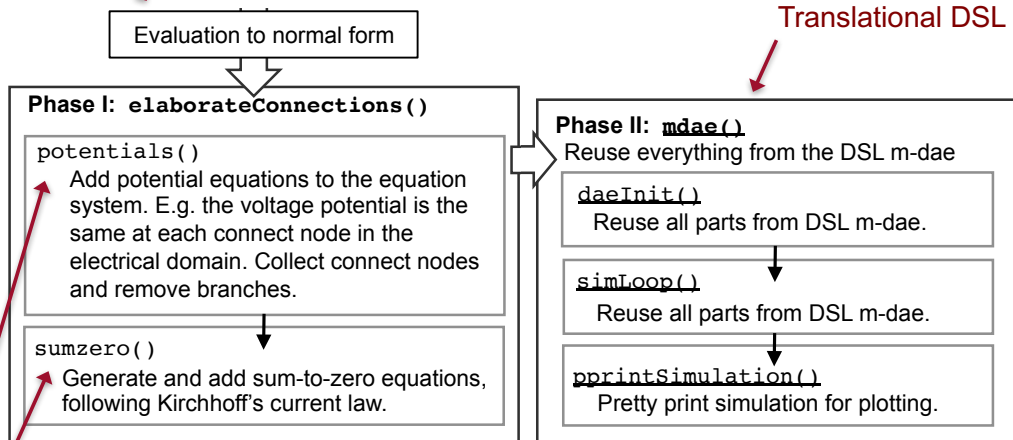 Translational DSL
Evaluation to normal form
Phase I: elaborateConnections()
potentials()
Add potential equations to the equation
system. E.g. the voltage potential is the
same at each connect node in the
electrical domain. Collect connect nodes
and remove branches.
sumzero()
Generate and add sum-to-zero equations,
following Kirchhoff's current law.
Phase II: mdae()
Reuse everything from the DSL m-dae
daeInit()
Reuse all parts from DSL m-dae.
simLoop()
Reuse all parts from DSL m-dae.
pprintSimulation()
Pretty print simulation for plotting.